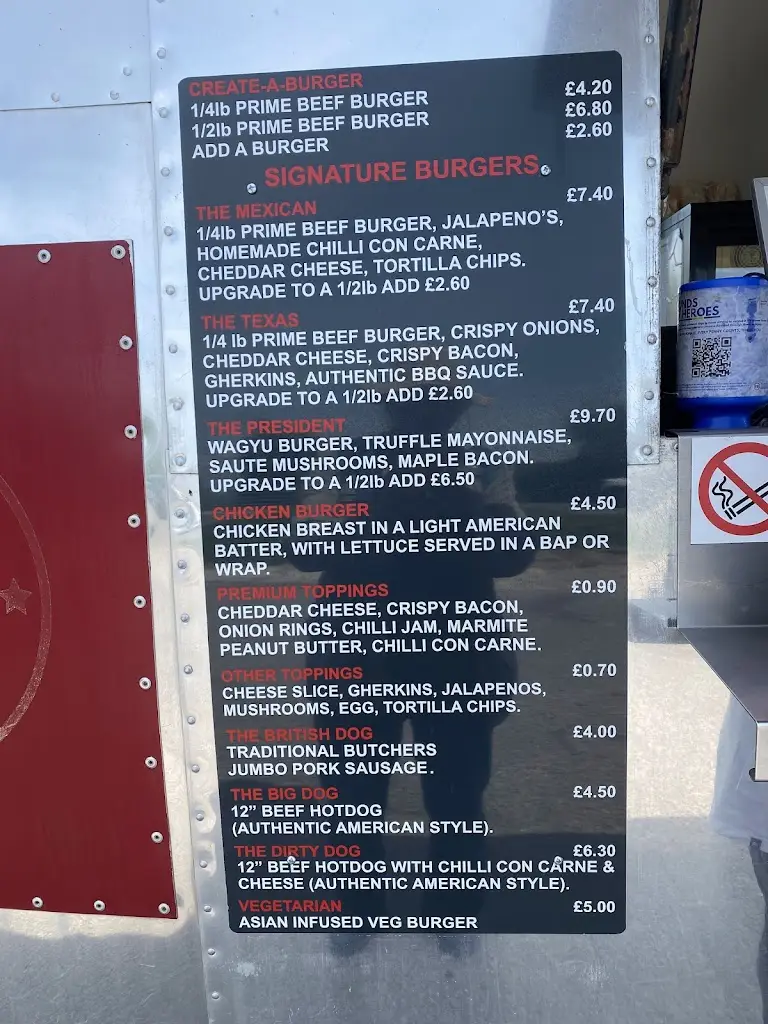 CREATE-A-BURGER
1/4lb PRIME BEEF BURGER £4.20
1/2lb PRIME BEEF BURGER £6.80
ADD A BURGER £2.60
SIGNATURE BURGERS
THE MEXICAN £7.40
1/4lb PRIME BEEF BURGER, JALAPENO'S,
HOMEMADE CHILLI CON CARNE,
CHEDDAR CHEESE, TORTILLA CHIPS.
UPGRADE TO A 1/2lb ADD £2.60
THE TEXAS £7.40
1/4 lb PRIME BEEF BURGER, CRISPY ONIONS,
CHEDDAR CHEESE, CRISPY BACON,
GHERKINS, AUTHENTIC BBQ SAUCE.
UPGRADE TO A 1/2lb ADD £2.60
THE PRESIDENT £9.70
WAGYU BURGER, TRUFFLE MAYONNAISE,
SAUTE MUSHROOMS, MAPLE BACON.
UPGRADE TO A 1/2lb ADD £6.50
CHICKEN BURGER £4.50
CHICKEN BREAST IN A LIGHT AMERICAN
BATTER, WITH LETTUCE SERVED IN A BAP OR
WRAP.
PREMIUM TOPPINGS £0.90
CHEDDAR CHEESE, CRISPY BACON,
ONION RINGS, CHILLI JAM, MARMITE
PEANUT BUTTER, CHILLI CON CARNE.
OTHER TOPPINGS £0.70
CHEESE SLICE, GHERKINS, JALAPENOS,
MUSHROOMS, EGG, TORTILLA CHIPS.
THE BRITISH DOG £4.00
TRADITIONAL BUTCHERS
JUMBO PORK SAUSAGE.
THE BIG DOG £4.50
12" BEEF HOTDOG
(AUTHENTIC AMERICAN STYLE).
THE DIRTY DOG £6.30
12" BEEF HOTDOG WITH CHILLI CON CARNE &
CHEESE (AUTHENTIC AMERICAN STYLE).
VEGETARIAN £5.00
ASIAN INFUSED VEG BURGER
HEROES